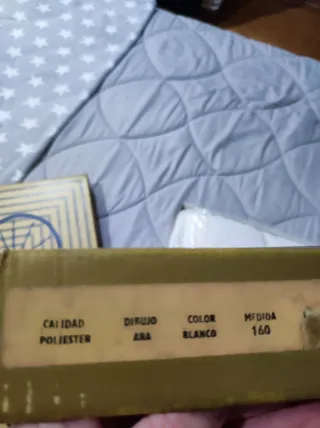 CALIDAD DIBUJO COLOR MEDIDA
POLIESTER ARA BLANCO 160